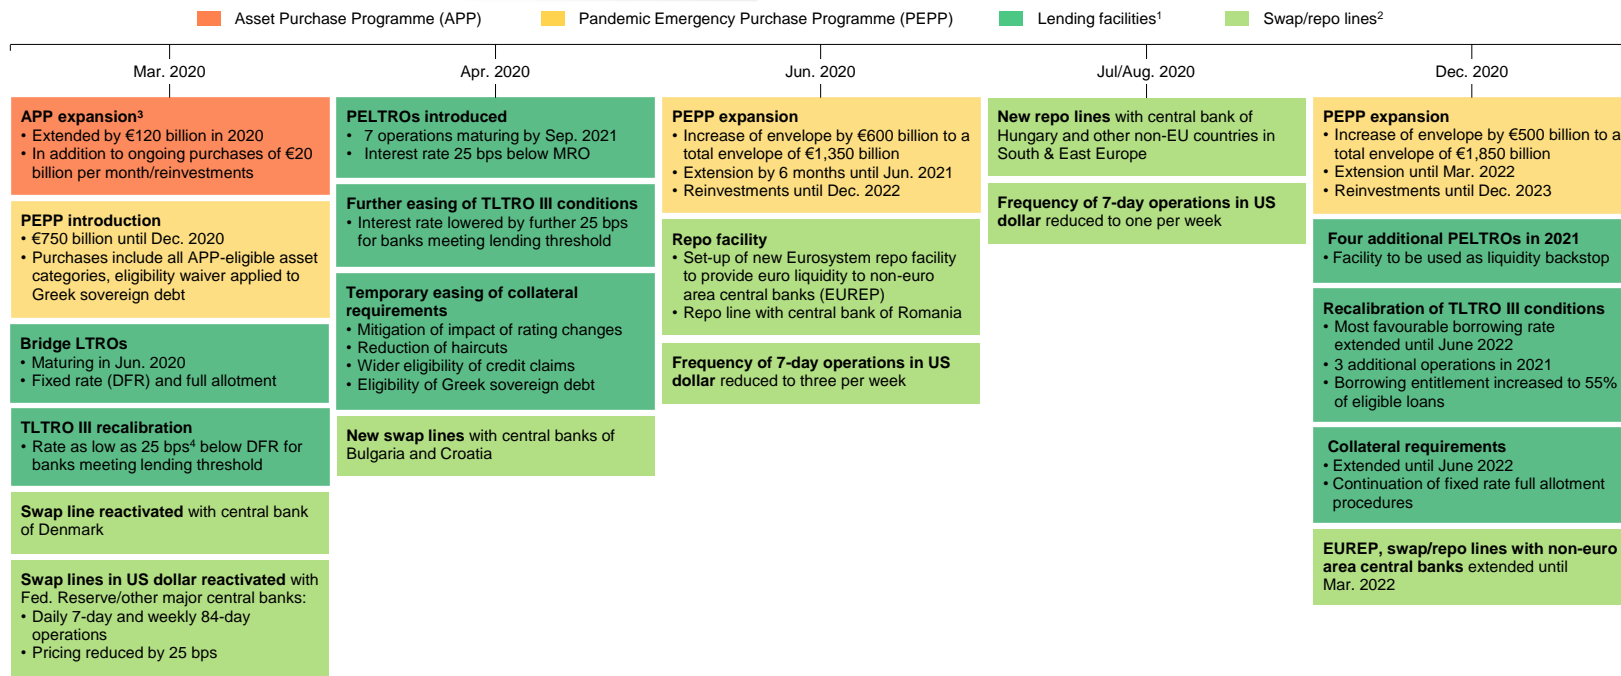 Asset Purchase Programme (APP)
Pandemic Emergency Purchase Programme (PEPP)
Lending facilities¹
Swap/repo lines²
Mar. 2020
Apr. 2020
Jun. 2020
Jul/Aug. 2020
Dec. 2020
APP expansion³
• Extended by €120 billion in 2020
• In addition to ongoing purchases of €20
billion per month/reinvestments
PEPP introduction
• €750 billion until Dec. 2020
• Purchases include all APP-eligible asset
categories, eligibility waiver applied to
Greek sovereign debt
Bridge LTROs
• Maturing in Jun. 2020
• Fixed rate (DFR) and full allotment
TLTRO III recalibration
• Rate as low as 25 bps⁴ below DFR for
banks meeting lending threshold
Swap line reactivated with central bank
of Denmark
Swap lines in US dollar reactivated with
Fed. Reserve/other major central banks:
• Daily 7-day and weekly 84-day
operations
• Pricing reduced by 25 bps
PELTROs introduced
• 7 operations maturing by Sep. 2021
• Interest rate 25 bps below MRO
Further easing of TLTRO III conditions
• Interest rate lowered by further 25 bps
for banks meeting lending threshold
Temporary easing of collateral
requirements
• Mitigation of impact of rating changes
• Reduction of haircuts
• Wider eligibility of credit claims
• Eligibility of Greek sovereign debt
New swap lines with central banks of
Bulgaria and Croatia
PEPP expansion
• Increase of envelope by €600 billion to a
total envelope of €1,350 billion
• Extension by 6 months until Jun. 2021
• Reinvestments until Dec. 2022
Repo facility
• Set-up of new Eurosystem repo facility
to provide euro liquidity to non-euro
area central banks (EUREP)
• Repo line with central bank of Romania
Frequency of 7-day operations in US
dollar reduced to three per week
New repo lines with central bank of
Hungary and other non-EU countries in
South & East Europe
Frequency of 7-day operations in US
dollar reduced to one per week
PEPP expansion
• Increase of envelope by €500 billion to a
total envelope of €1,850 billion
• Extension until Mar. 2022
• Reinvestments until Dec. 2023
Four additional PELTROs in 2021
• Facility to be used as liquidity backstop
Recalibration of TLTRO III conditions
• Most favourable borrowing rate
extended until June 2022
• 3 additional operations in 2021
• Borrowing entitlement increased to 55%
of eligible loans
Collateral requirements
• Extended until June 2022
• Continuation of fixed rate full allotment
procedures
EUREP, swap/repo lines with non-euro
area central banks extended until
Mar. 2022